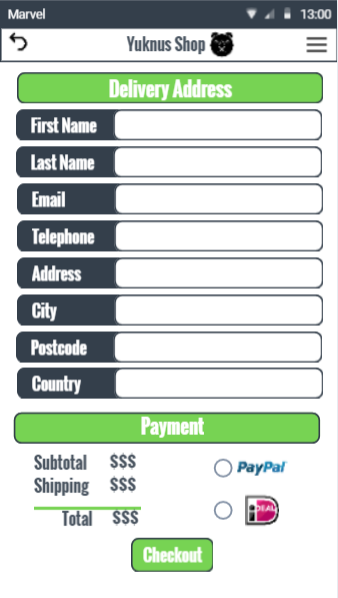 Marvel 13:00
Yuknus Shop
Delivery Address
First Name
Last Name
Email
Telephone
Address
City
Postcode
Country
Payment
Subtotal $$$
Shipping $$$
Total $$$
PayPal
iDEAL
Checkout